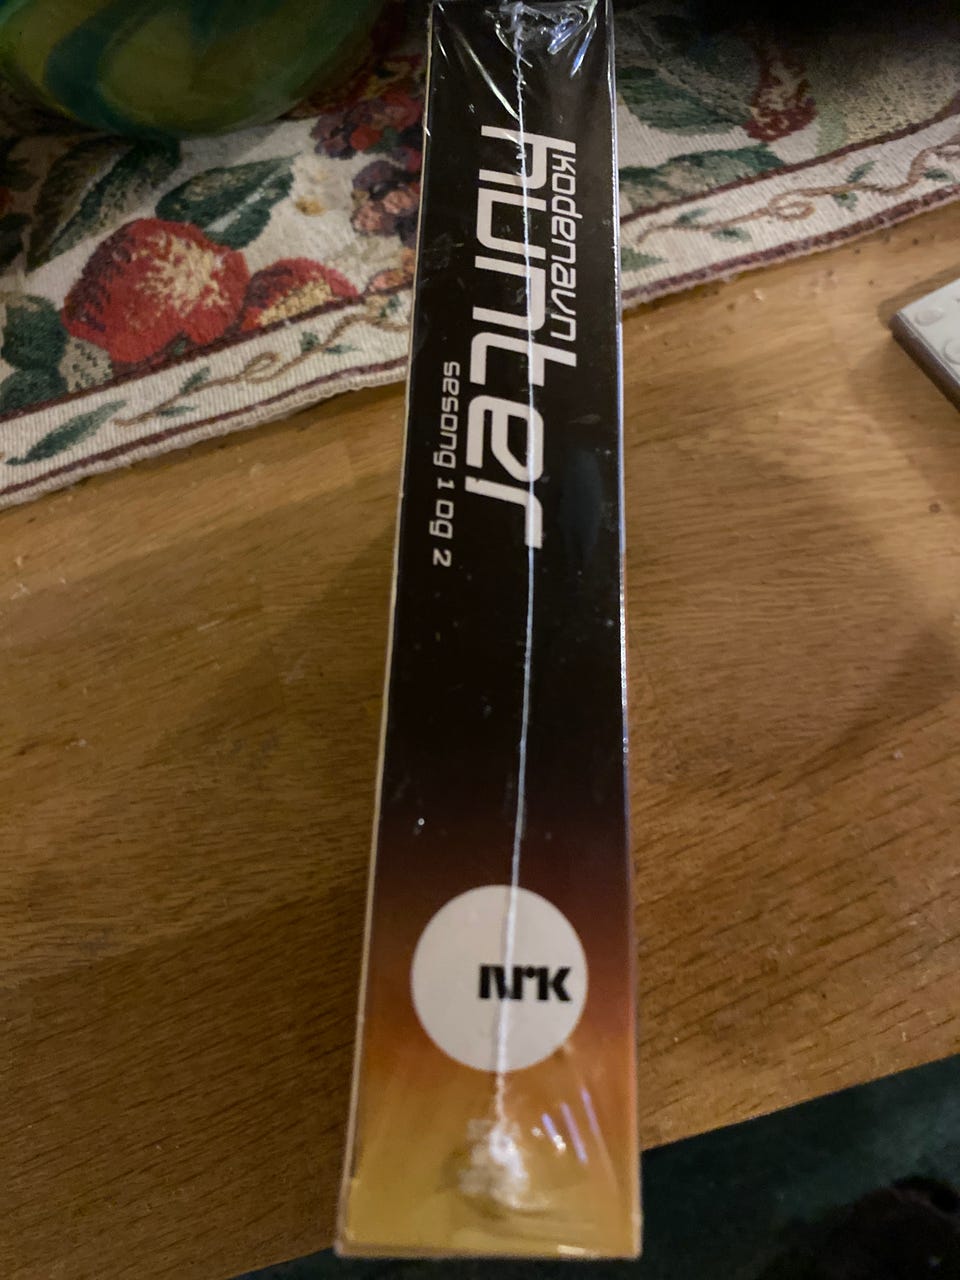 kodenavn
hunter
sesong 1 og 2
NRK